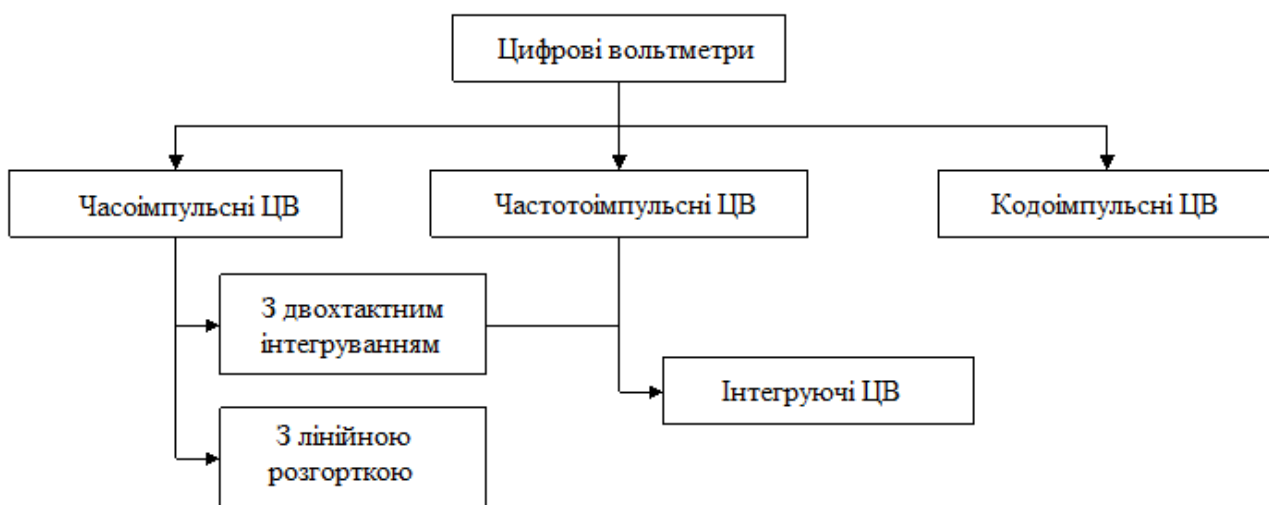 Цифрові вольтметри
Часоімпульсні ЦВ
Частотоімпульсні ЦВ
Кодоімпульсні ЦВ
З двохтактним
інтегруванням
Інтегруючі ЦВ
З лінійною
розгорткою